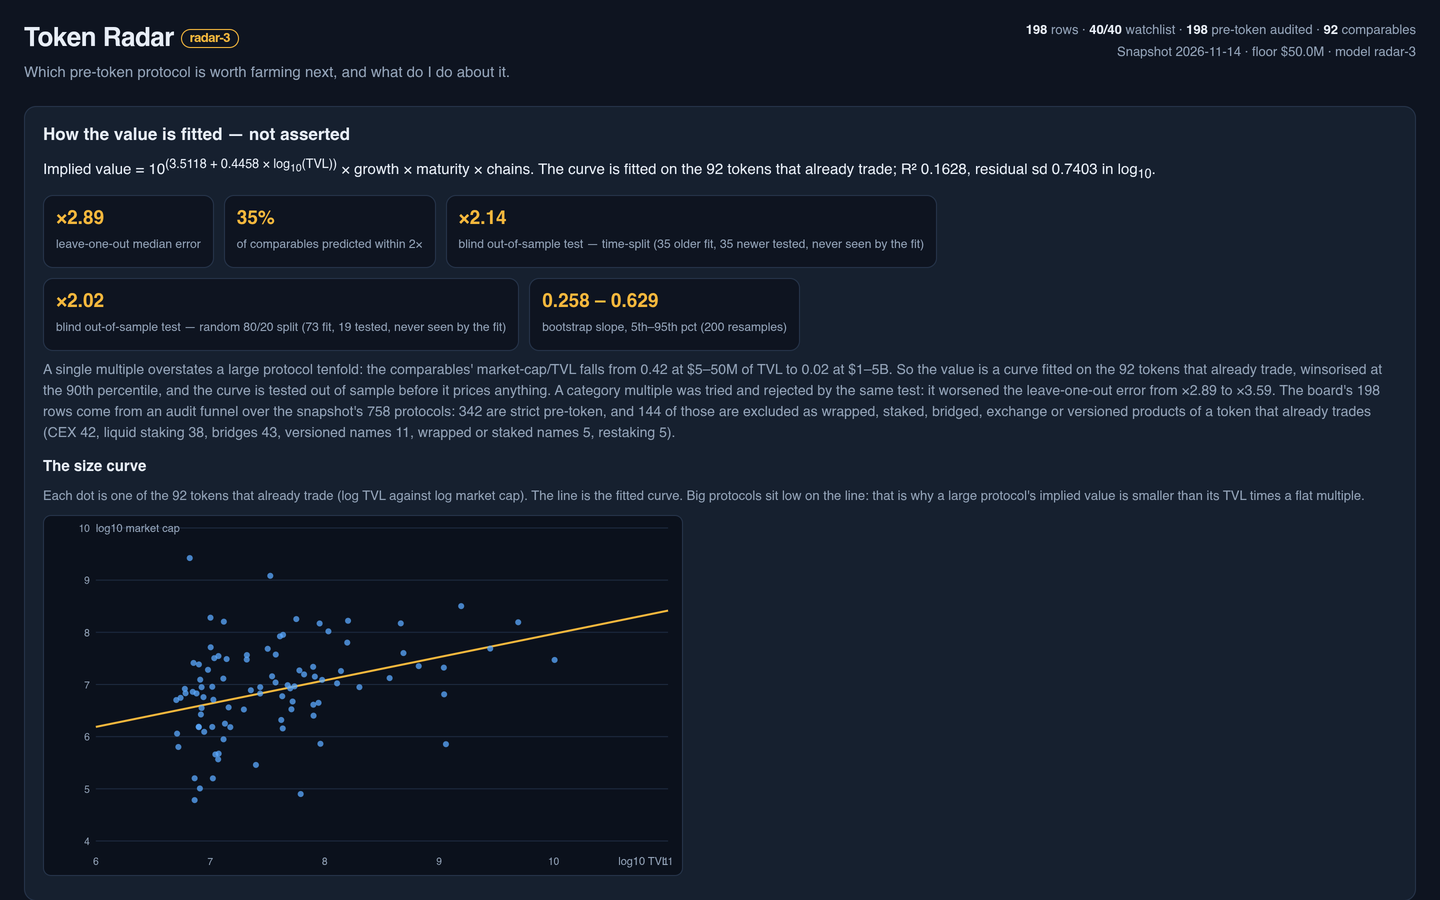 Token Radar radar-3
198 rows · 40/40 watchlist · 198 pre-token audited · 92 comparables
Snapshot 2026-11-14 · floor $50.0M · model radar-3
Which pre-token protocol is worth farming next, and what do I do about it.
How the value is fitted — not asserted
Implied value = 10(3.5118 + 0.4458 × log10(TVL)) × growth × maturity × chains. The curve is fitted on the 92 tokens that already trade; R² 0.1628, residual sd 0.7403 in log10.
×2.89
leave-one-out median error
35%
of comparables predicted within 2×
×2.14
blind out-of-sample test — time-split (35 older fit, 35 newer tested, never seen by the fit)
×2.02
blind out-of-sample test — random 80/20 split (73 fit, 19 tested, never seen by the fit)
0.258 – 0.629
bootstrap slope, 5th–95th pct (200 resamples)
A single multiple overstates a large protocol tenfold: the comparables' market-cap/TVL falls from 0.42 at $5–50M of TVL to 0.02 at $1–5B. So the value is a curve fitted on the 92 tokens that already trade, winsorised at
the 90th percentile, and the curve is tested out of sample before it prices anything. A category multiple was tried and rejected by the same test: it worsened the leave-one-out error from ×2.89 to ×3.59. The board's 198
rows come from an audit funnel over the snapshot's 758 protocols: 342 are strict pre-token, and 144 of those are excluded as wrapped, staked, bridged, exchange or versioned products of a token that already trades
(CEX 42, liquid staking 38, bridges 43, versioned names 11, wrapped or staked names 5, restaking 5).
The size curve
Each dot is one of the 92 tokens that already trade (log TVL against log market cap). The line is the fitted curve. Big protocols sit low on the line: that is why a large protocol's implied value is smaller than its TVL times a flat multiple.
10 log10 market cap
9
8
7
6
5
4
6 7 8 9 10 log10 TVL 11